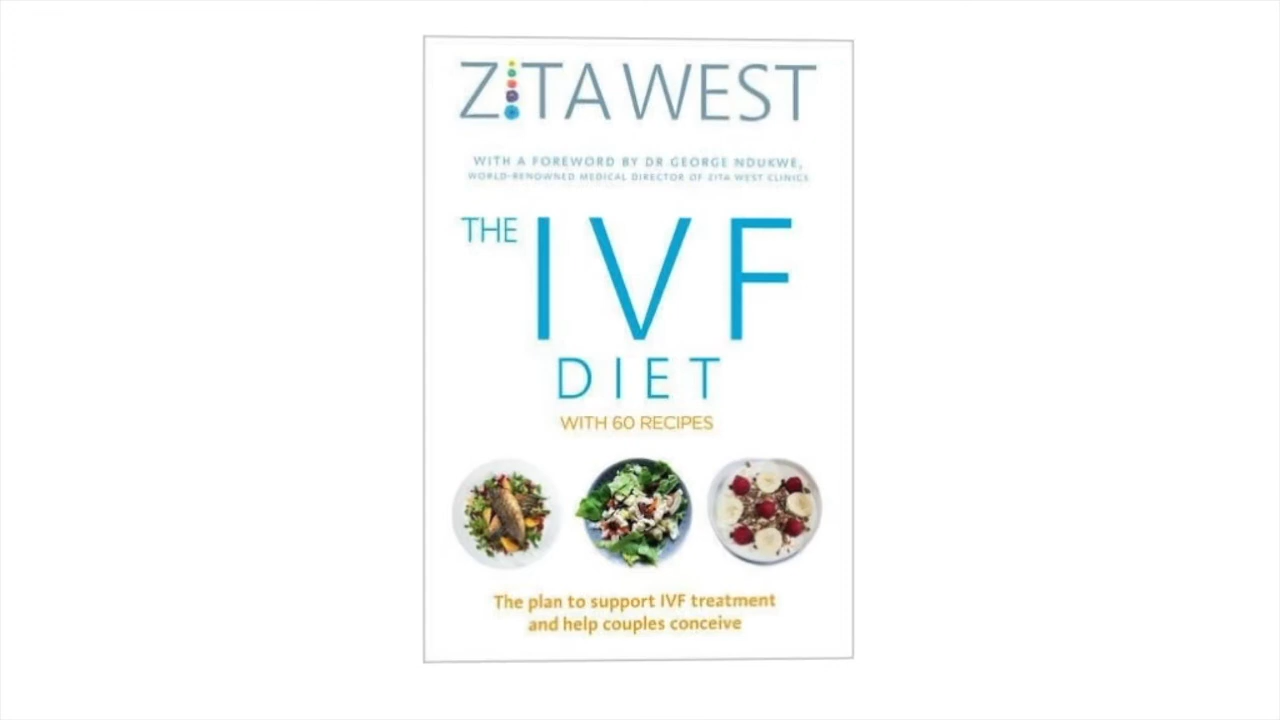 ZITA WEST
WITH A FOREWORD BY DR GEORGE NDUKWE,
WORLD-RENOWNED MEDICAL DIRECTOR OF ZITA WEST CLINICS
THE IVF
DIET
WITH 60 RECIPES
The plan to support IVF treatment
and help couples conceive